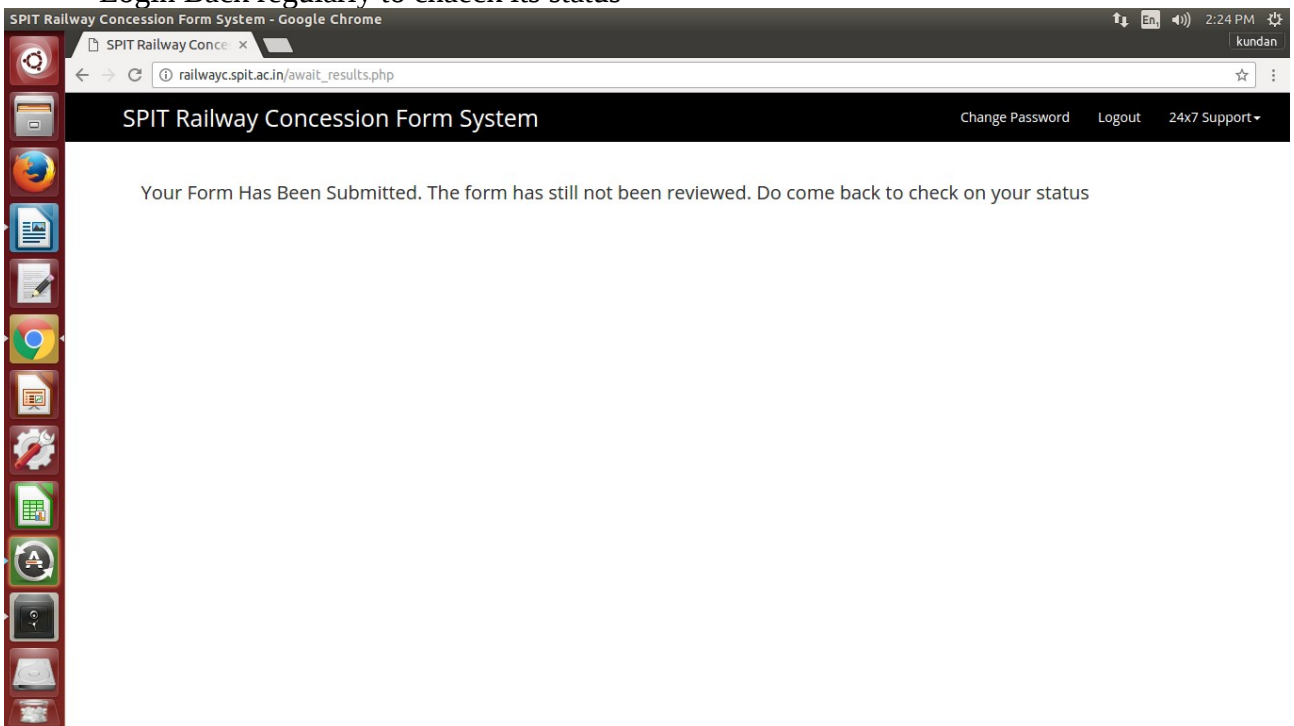 Login Back regularly to chaeck its status
SPIT Railway Concession Form System - Google Chrome
En
2:24 PM
SPIT Railway Conce
kundan
railwayc.spit.ac.in/await_results.php
SPIT Railway Concession Form System
Change Password Logout 24x7 Support
Your Form Has Been Submitted. The form has still not been reviewed. Do come back to check on your status